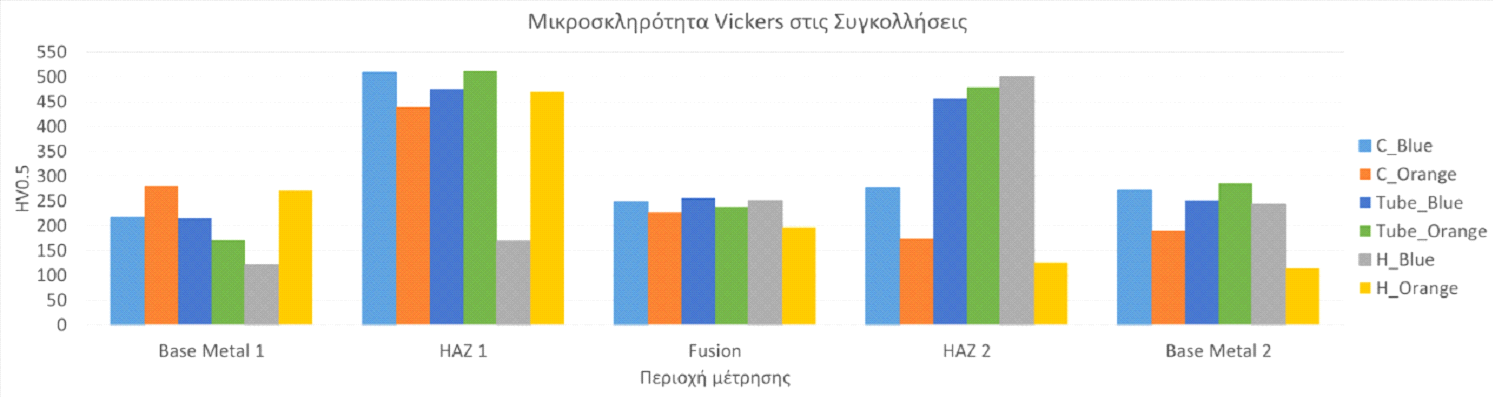 Μικροσκληρότητα Vickers στις Συγκολλήσεις
550
500
450
400
350
300
250
200
150
100
50
0
HV0.5
Base Metal 1
HAZ 1
Fusion
HAZ 2
Base Metal 2
Περιοχή μέτρησης
C_Blue
C_Orange
Tube_Blue
Tube_Orange
H_Blue
H_Orange